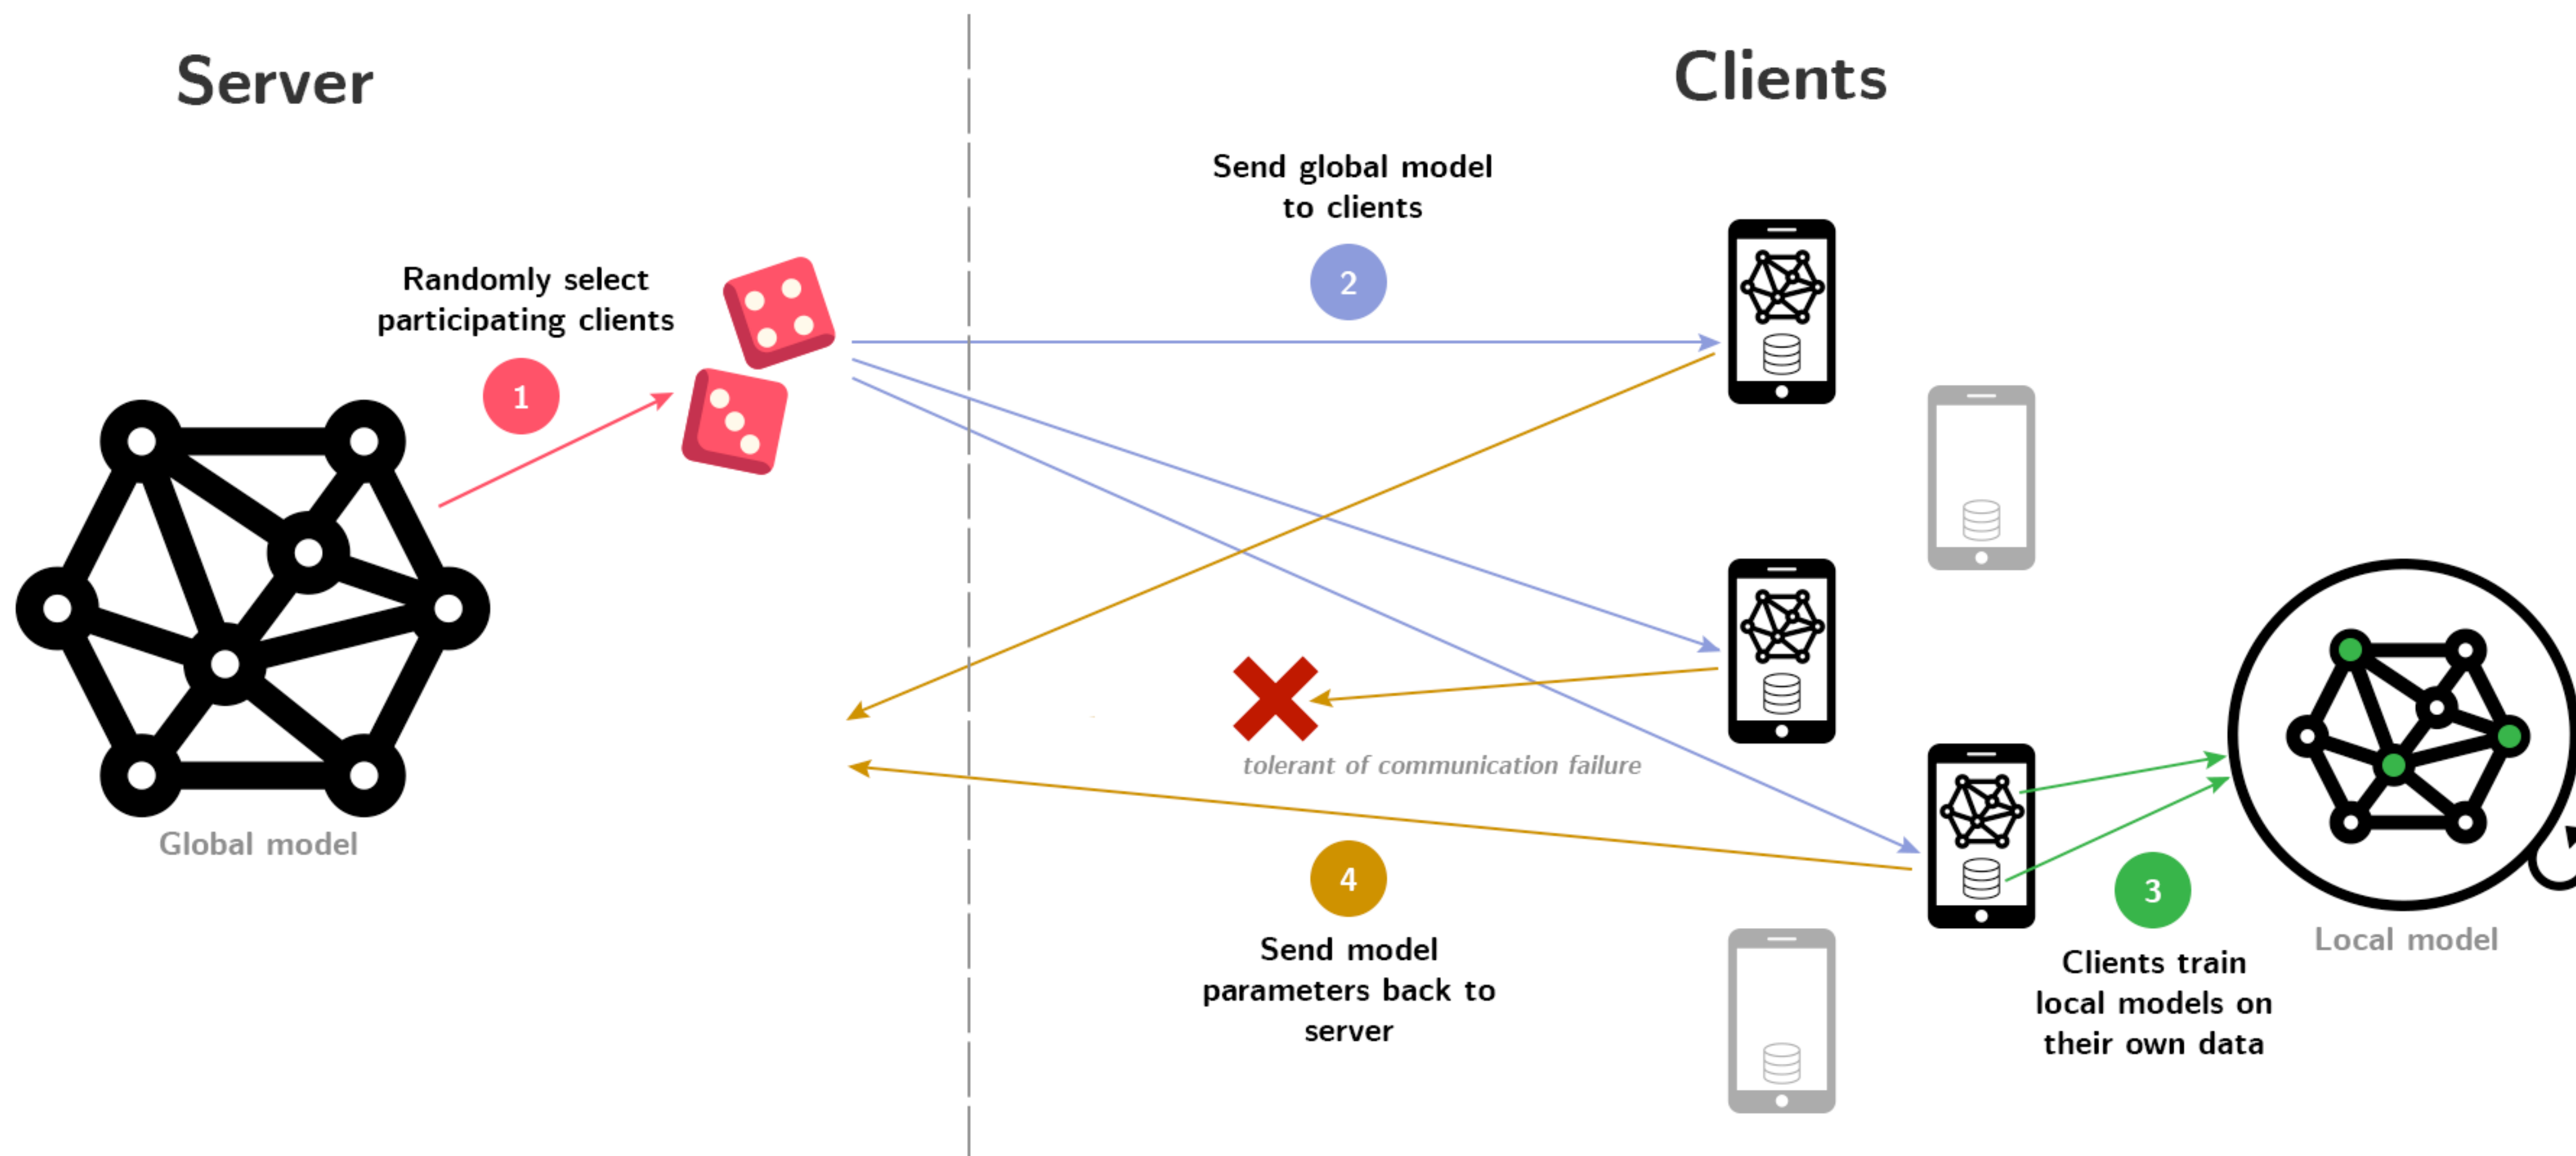 Server
Clients
Send global model
to clients
2
Randomly select
participating clients
1
Global model
tolerant of communication failure
4
Send model
parameters back to
server
3
Clients train
local models on
their own data
Local model